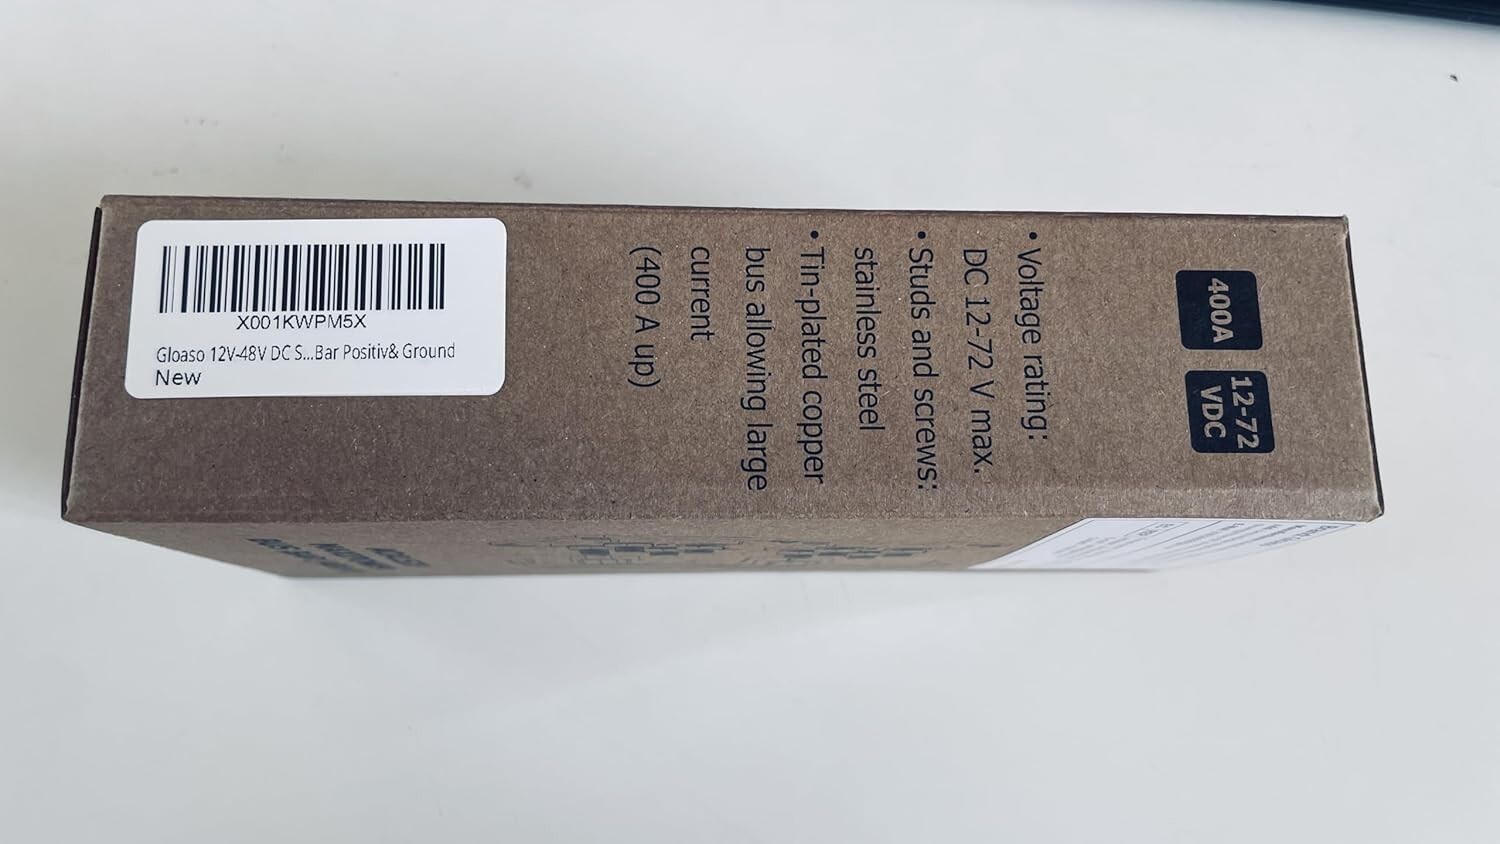 X001KWPM5X
Gloaso 12V-48V DC S...Bar Positiv& Ground
New
400A
12-72
VDC
• Voltage rating:
DC 12-72 V max.
• Studs and screws:
stainless steel
• Tin-plated copper
bus allowing large
current
(400 A up)